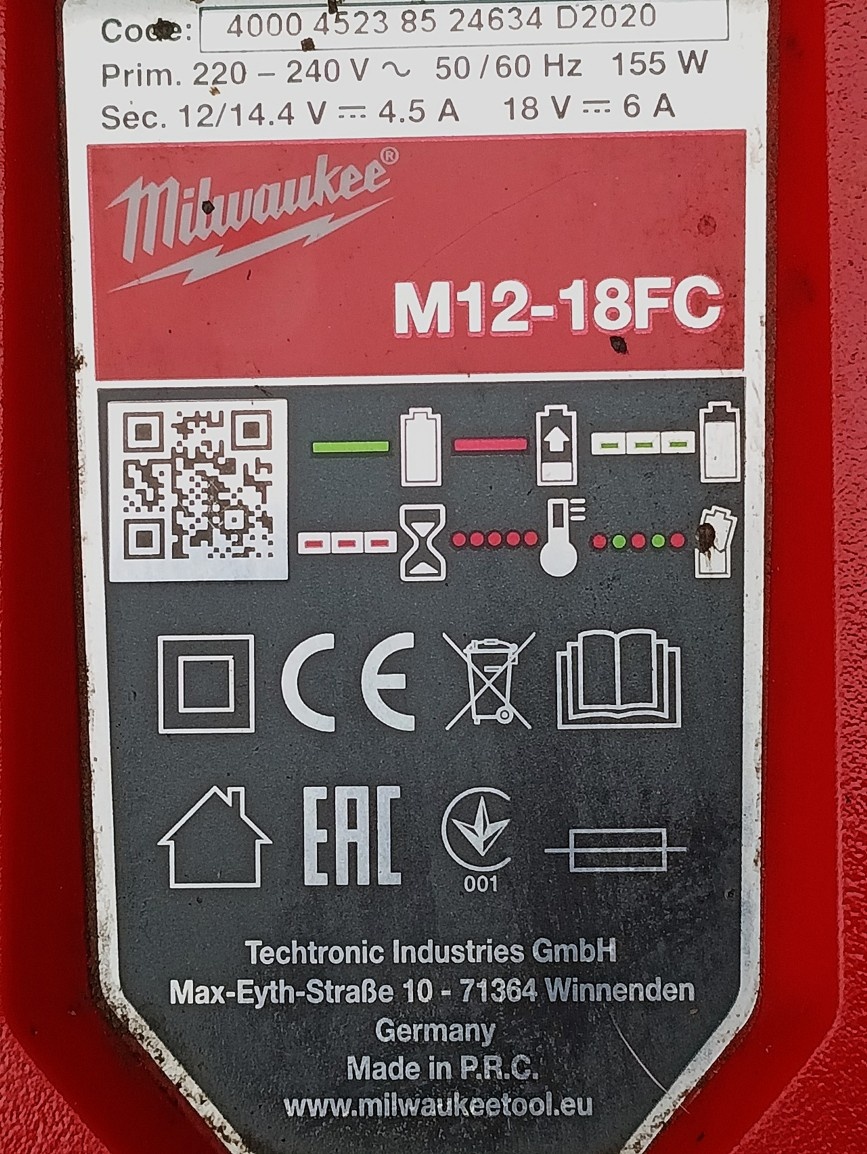 Code: 4000 4523 85 24634 D2020
Prim. 220 – 240 V ~ 50/60 Hz 155 W
Sec. 12/14.4 V ⎓ 4.5 A 18 V ⎓ 6 A
Milwaukee®
M12-18FC
CE
EAC
001
Techtronic Industries GmbH
Max-Eyth-Straße 10 - 71364 Winnenden
Germany
Made in P.R.C.
www.milwaukeetool.eu